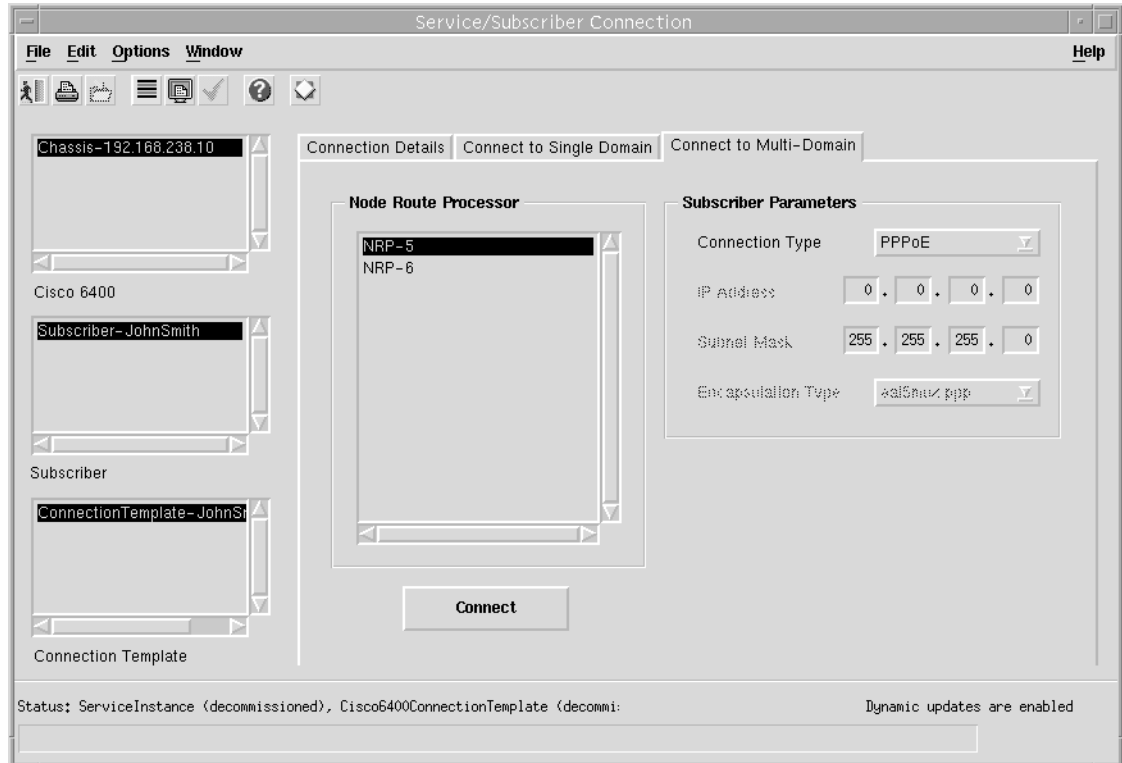 Service/Subscriber Connection
File Edit Options Window Help
Chassis-192.168.238.10
Cisco 6400
Subscriber-JohnSmith
Subscriber
ConnectionTemplate-JohnSm
Connection Template
Connection Details Connect to Single Domain Connect to Multi-Domain
Node Route Processor
NRP-5
NRP-6
Connect
Subscriber Parameters
Connection Type PPPoE
IP Address 0 . 0 . 0 . 0
Subnet Mask 255 . 255 . 255 . 0
Encapsulation Type aal5mux ppp
Status: ServiceInstance (decommissioned), Cisco6400ConnectionTemplate (decommi:
Dynamic updates are enabled